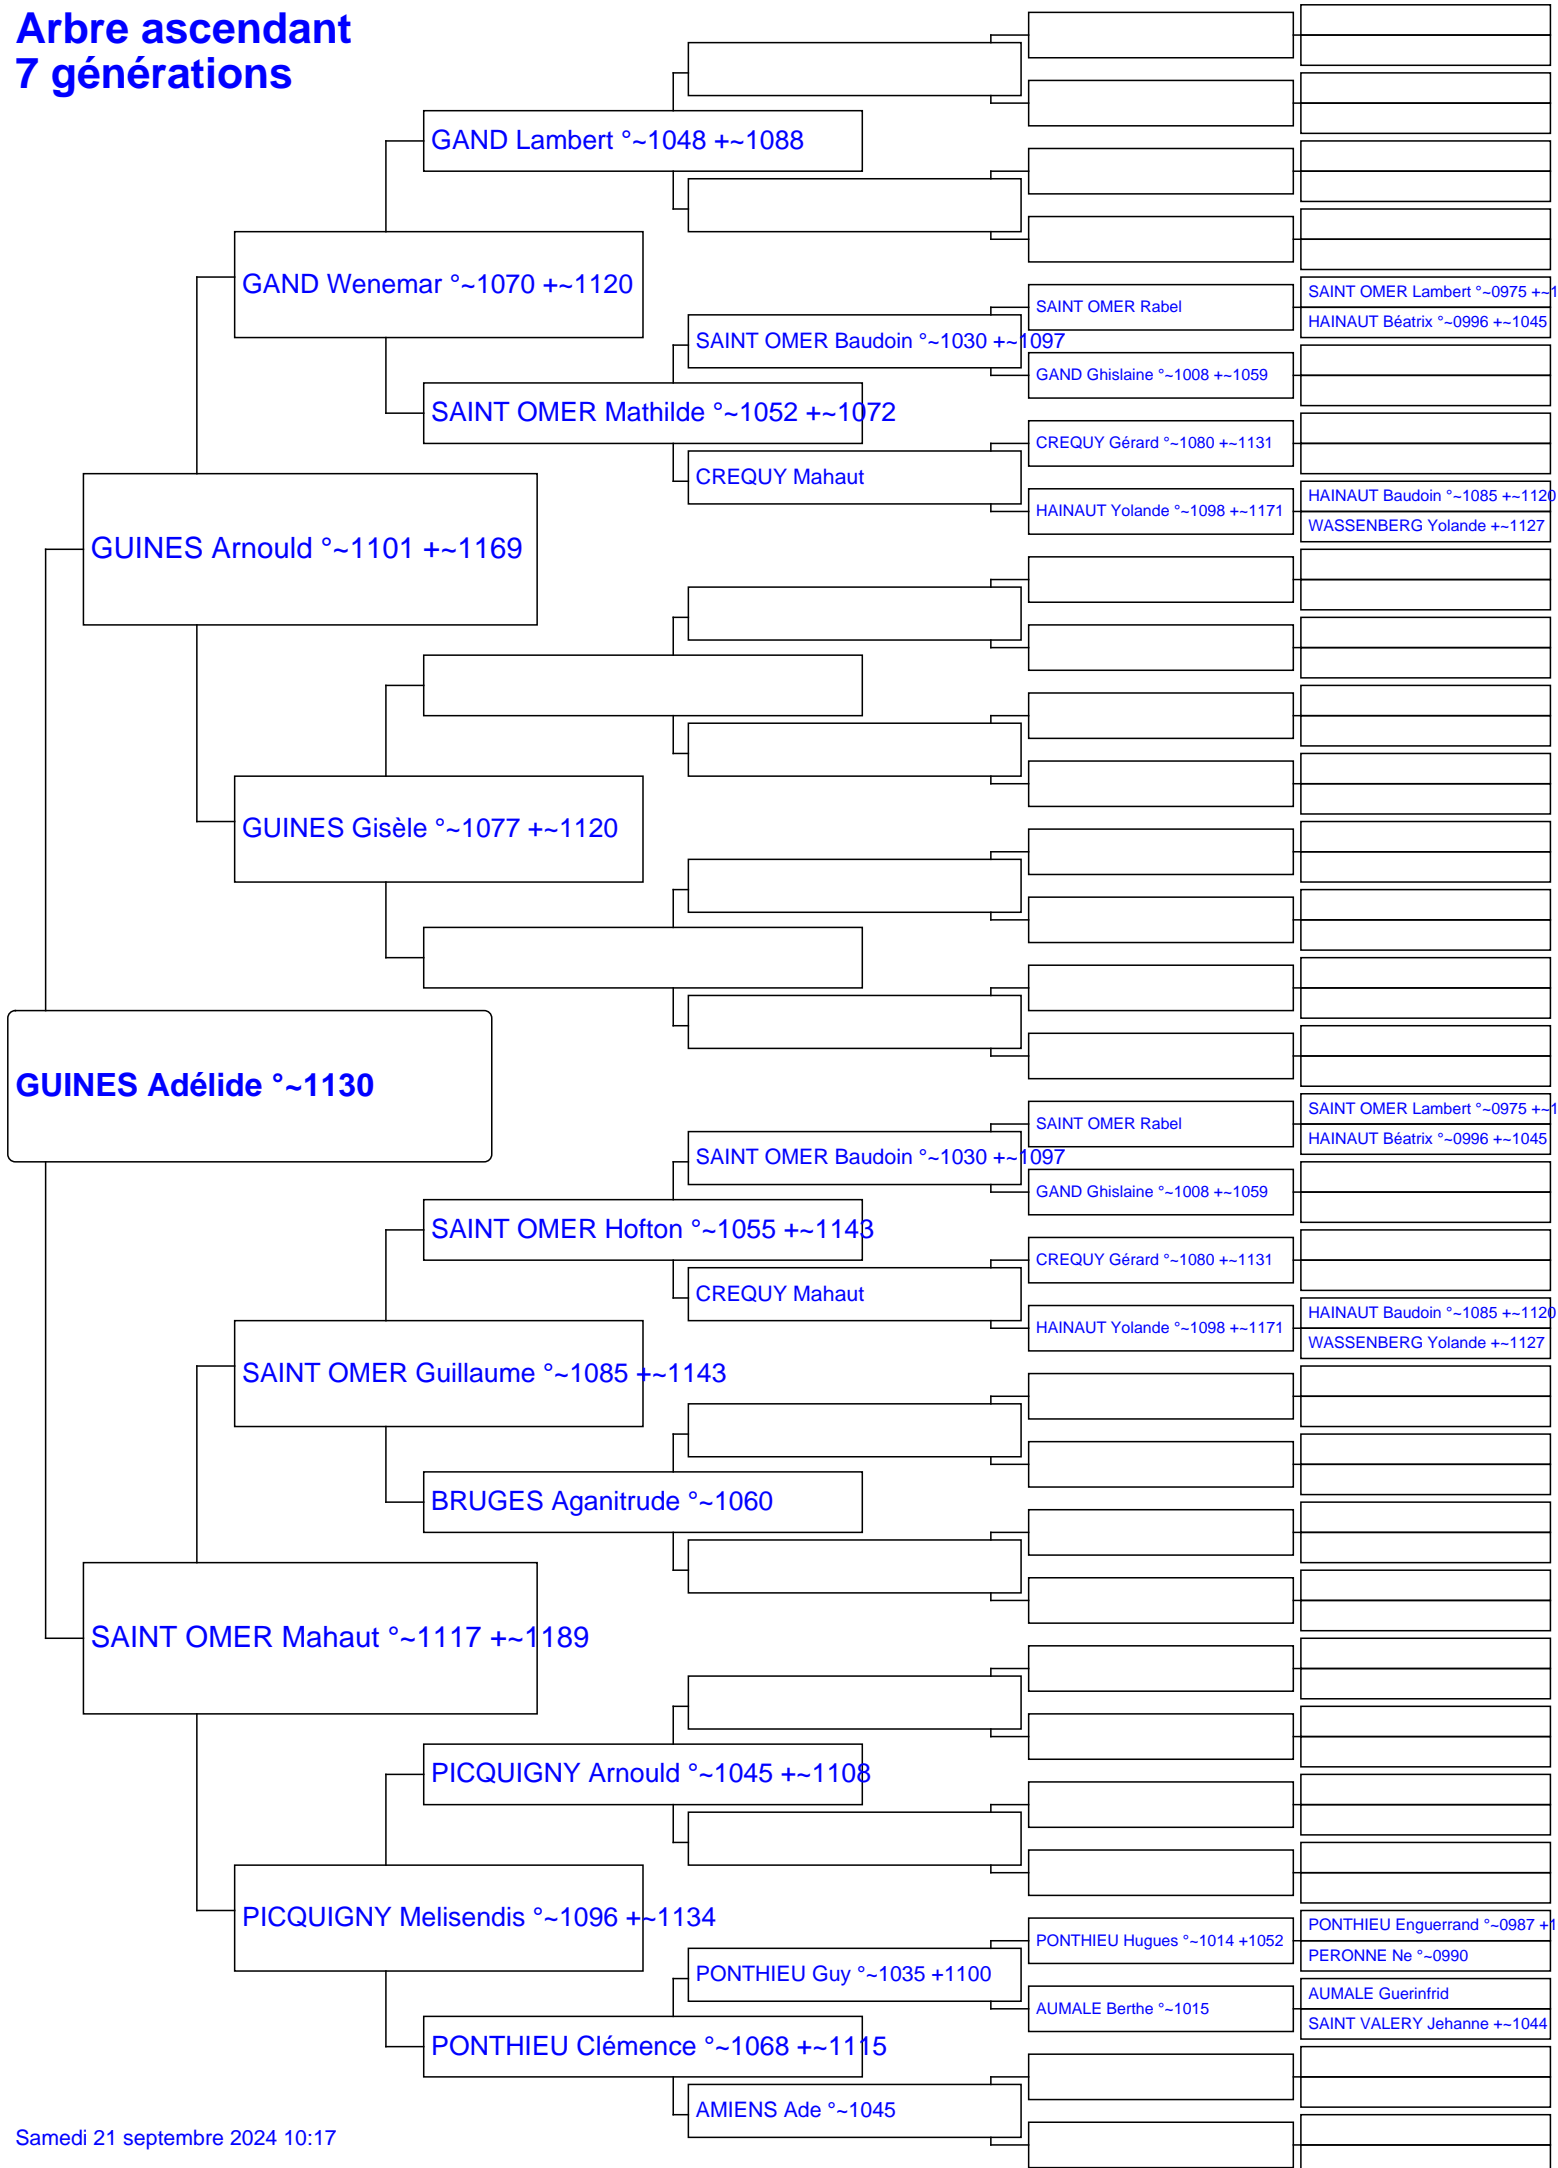 Arbre ascendant
7 générations
GAND Lambert °~1048 +~1088
GAND Wenemar °~1070 +~1120
SAINT OMER Lambert °~0975 +~1
SAINT OMER Rabel
HAINAUT Béatrix °~0996 +~1045
SAINT OMER Baudoin °~1030 +~1097
GAND Ghislaine °~1008 +~1059
SAINT OMER Mathilde °~1052 +~1072
CREQUY Gérard °~1080 +~1131
CREQUY Mahaut
HAINAUT Baudoin °~1085 +~1120
HAINAUT Yolande °~1098 +~1171
WASSENBERG Yolande +~1127
GUINES Arnould °~1101 +~1169
GUINES Gisèle °~1077 +~1120
GUINES Adélide °~1130
SAINT OMER Lambert °~0975 +~1
SAINT OMER Rabel
HAINAUT Béatrix °~0996 +~1045
SAINT OMER Baudoin °~1030 +~1097
GAND Ghislaine °~1008 +~1059
SAINT OMER Hofton °~1055 +~1143
CREQUY Gérard °~1080 +~1131
CREQUY Mahaut
HAINAUT Baudoin °~1085 +~1120
HAINAUT Yolande °~1098 +~1171
WASSENBERG Yolande +~1127
SAINT OMER Guillaume °~1085 +~1143
BRUGES Aganitrude °~1060
SAINT OMER Mahaut °~1117 +~1189
PICQUIGNY Arnould °~1045 +~1108
PICQUIGNY Melisendis °~1096 +~1134
PONTHIEU Enguerrand °~0987 +1
PONTHIEU Hugues °~1014 +1052
PERONNE Ne °~0990
PONTHIEU Guy °~1035 +1100
AUMALE Guerinfrid
AUMALE Berthe °~1015
SAINT VALERY Jehanne +~1044
PONTHIEU Clémence °~1068 +~1115
AMIENS Ade °~1045
Samedi 21 septembre 2024 10:17